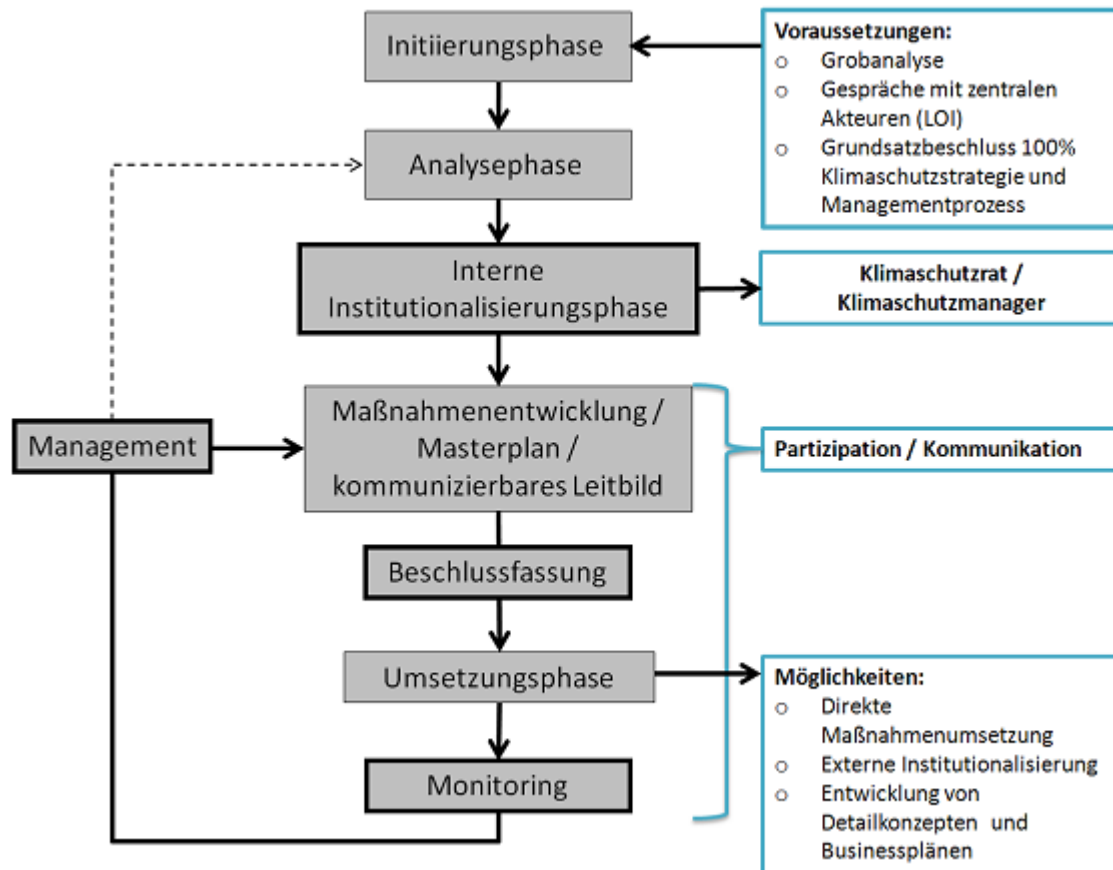 Initiierungsphase
Voraussetzungen:
o Grobanalyse
o Gespräche mit zentralen
Akteuren (LOI)
o Grundsatzbeschluss 100%
Klimaschutzstrategie und
Managementprozess
Analysephase
Interne
Institutionalisierungsphase
Klimaschutzrat /
Klimaschutzmanager
Maßnahmenentwicklung /
Masterplan /
kommunizierbares Leitbild
Management
Partizipation / Kommunikation
Beschlussfassung
Umsetzungsphase
Möglichkeiten:
o Direkte
Maßnahmenumsetzung
o Externe Institutionalisierung
o Entwicklung von
Detailkonzepten und
Businessplänen
Monitoring